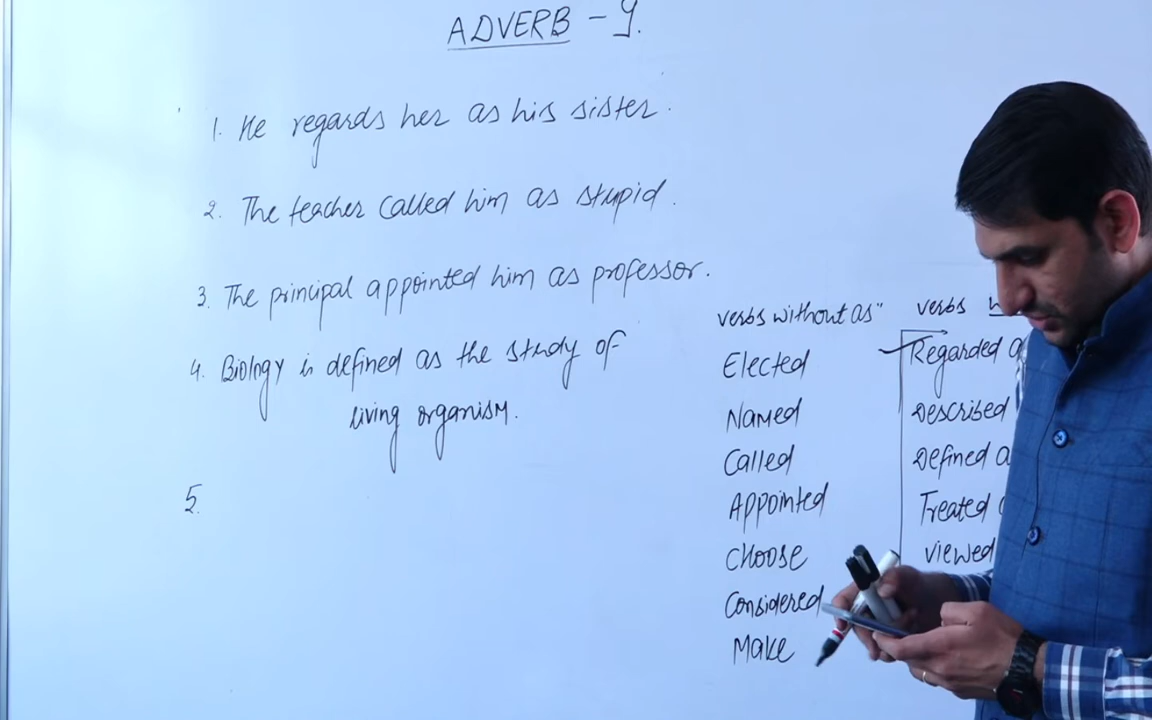 ADVERB - 9.
1. He regards her as his sister.
2. The teacher called him as stupid.
3. The principal appointed him as professor.
4. Biology is defined as the study of
living organism.
5.
verbs without as"
Elected
Named
Called
Appointed
Choose
Considered
Make
verbs
Regarded a
Described
Defined a
Treated
viewed